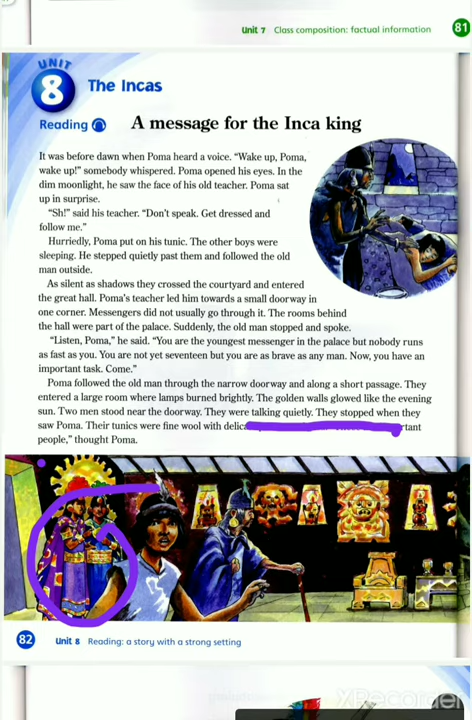 Unit 7 Class composition: factual information 81
UNIT
8 The Incas
Reading A message for the Inca king
It was before dawn when Poma heard a voice. “Wake up, Poma,
wake up!” somebody whispered. Poma opened his eyes. In the
dim moonlight, he saw the face of his old teacher. Poma sat
up in surprise.
“Sh!” said his teacher. “Don’t speak. Get dressed and
follow me.”
Hurriedly, Poma put on his tunic. The other boys were
sleeping. He stepped quietly past them and followed the old
man outside.
As silent as shadows they crossed the courtyard and entered
the great hall. Poma’s teacher led him towards a small doorway in
one corner. Messengers did not usually go through it. The rooms behind
the hall were part of the palace. Suddenly, the old man stopped and spoke.
“Listen, Poma,” he said. “You are the youngest messenger in the palace but nobody runs
as fast as you. You are not yet seventeen but you are as brave as any man. Now, you have an
important task. Come.”
Poma followed the old man through the narrow doorway and along a short passage. They
entered a large room where lamps burned brightly. The golden walls glowed like the evening
sun. Two men stood near the doorway. They were talking quietly. They stopped when they
saw Poma. Their tunics were fine wool with
people,” thought Poma.
82 Unit 8 Reading: a story with a strong setting
XRecorder